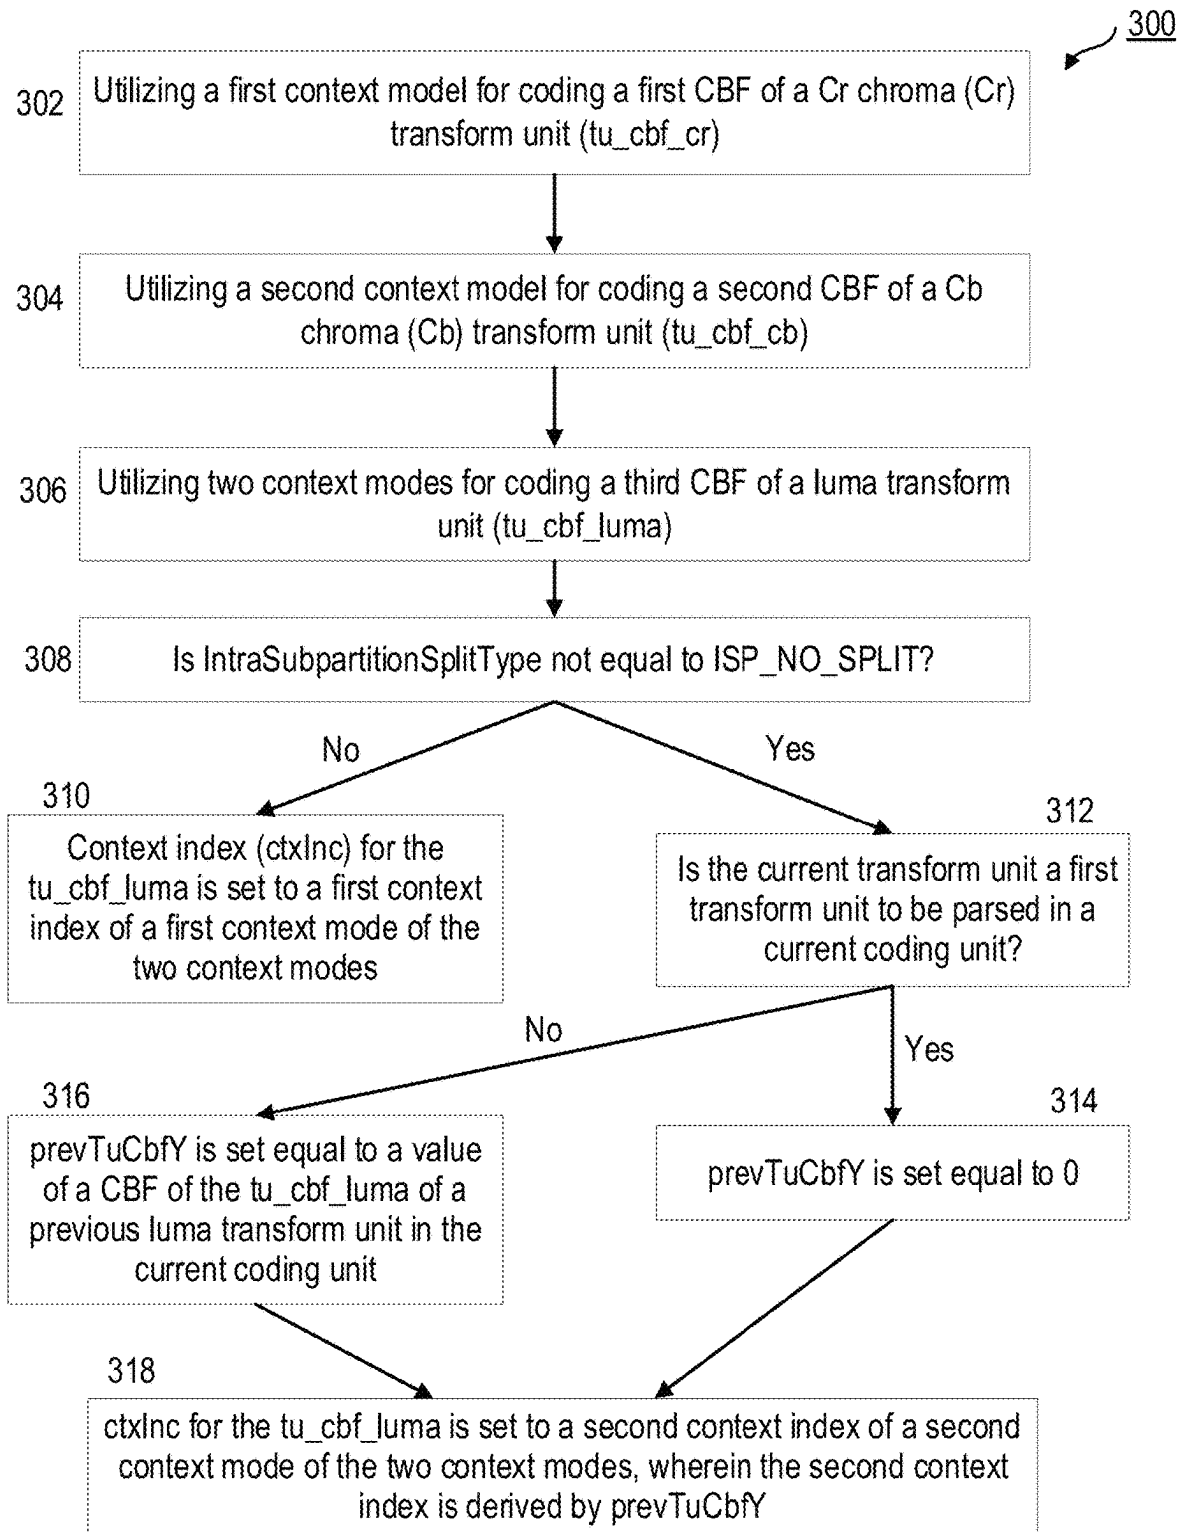 300
302
Utilizing a first context model for coding a first CBF of a Cr chroma (Cr)
transform unit (tu_cbf_cr)
304
Utilizing a second context model for coding a second CBF of a Cb
chroma (Cb) transform unit (tu_cbf_cb)
306
Utilizing two context modes for coding a third CBF of a luma transform
unit (tu_cbf_luma)
308
Is IntraSubpartitionSplitType not equal to ISP_NO_SPLIT?
No
Yes
310
Context index (ctxInc) for the
tu_cbf_luma is set to a first context
index of a first context mode of the
two context modes
312
Is the current transform unit a first
transform unit to be parsed in a
current coding unit?
No
Yes
316
prevTuCbfY is set equal to a value
of a CBF of the tu_cbf_luma of a
previous luma transform unit in the
current coding unit
314
prevTuCbfY is set equal to 0
318
ctxInc for the tu_cbf_luma is set to a second context index of a second
context mode of the two context modes, wherein the second context
index is derived by prevTuCbfY